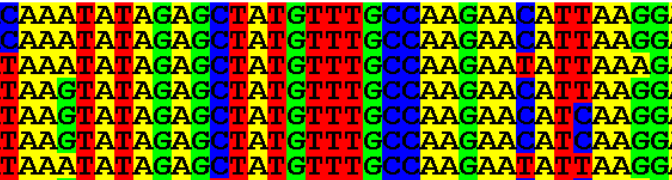 CAAATATAGAGCTATGTTTGCCAAGAACATTAAGG
CAAATATAGAGCTATGTTTGCCAAGAACATTAAGG
TAAATATAGAGCTATGTTTGCCAAGAATATTAAAG
TAAGTATAGAGCTATGTTTGCCAAGAACATTAAGG
TAAGTATAGAGCTATGTTTGCCAAGAACATCAAGG
TAAGTATAGAGCTATGTTTGCCAAGAACATCAAGG
TAAATATAGAGCTATGTTTGCCAAGAATATTAAGG